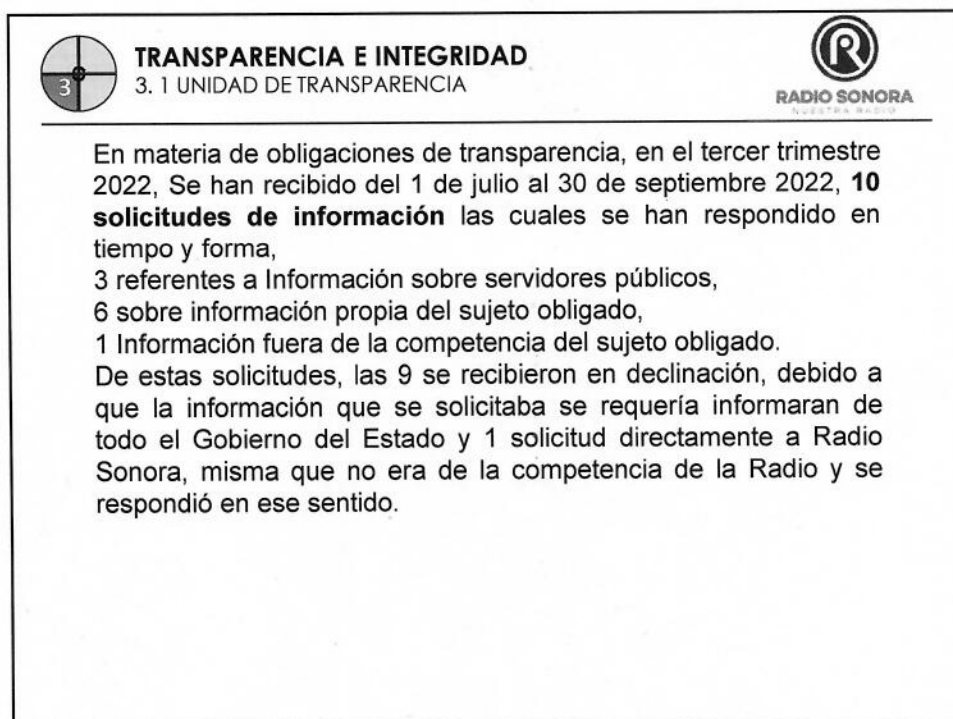 TRANSPARENCIA E INTEGRIDAD
3. 1 UNIDAD DE TRANSPARENCIA
3
R
RADIO SONORA
NUESTRA RADIO
En materia de obligaciones de transparencia, en el tercer trimestre
2022, Se han recibido del 1 de julio al 30 de septiembre 2022, 10
solicitudes de información las cuales se han respondido en
tiempo y forma,
3 referentes a Información sobre servidores públicos,
6 sobre información propia del sujeto obligado,
1 Información fuera de la competencia del sujeto obligado.
De estas solicitudes, las 9 se recibieron en declinación, debido a
que la información que se solicitaba se requería informaran de
todo el Gobierno del Estado y 1 solicitud directamente a Radio
Sonora, misma que no era de la competencia de la Radio y se
respondió en ese sentido.